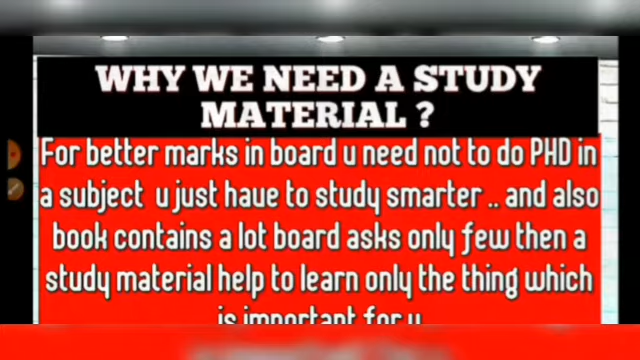 WHY WE NEED A STUDY
MATERIAL ?
For better marks in board u need not to do PHD in
a subject u just have to study smarter .. and also
book contains a lot board asks only few then a
study material help to learn only the thing which
is important for u